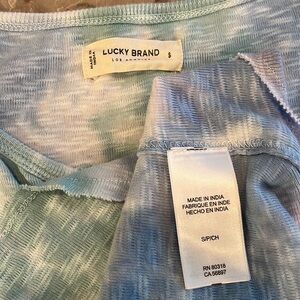 MADE IN
INDIA
LUCKY BRAND
LOS ANGELES
S
MADE IN INDIA
FABRIQUE EN INDE
HECHO EN INDIA
S/P/CH
RN 80318
CA 56697